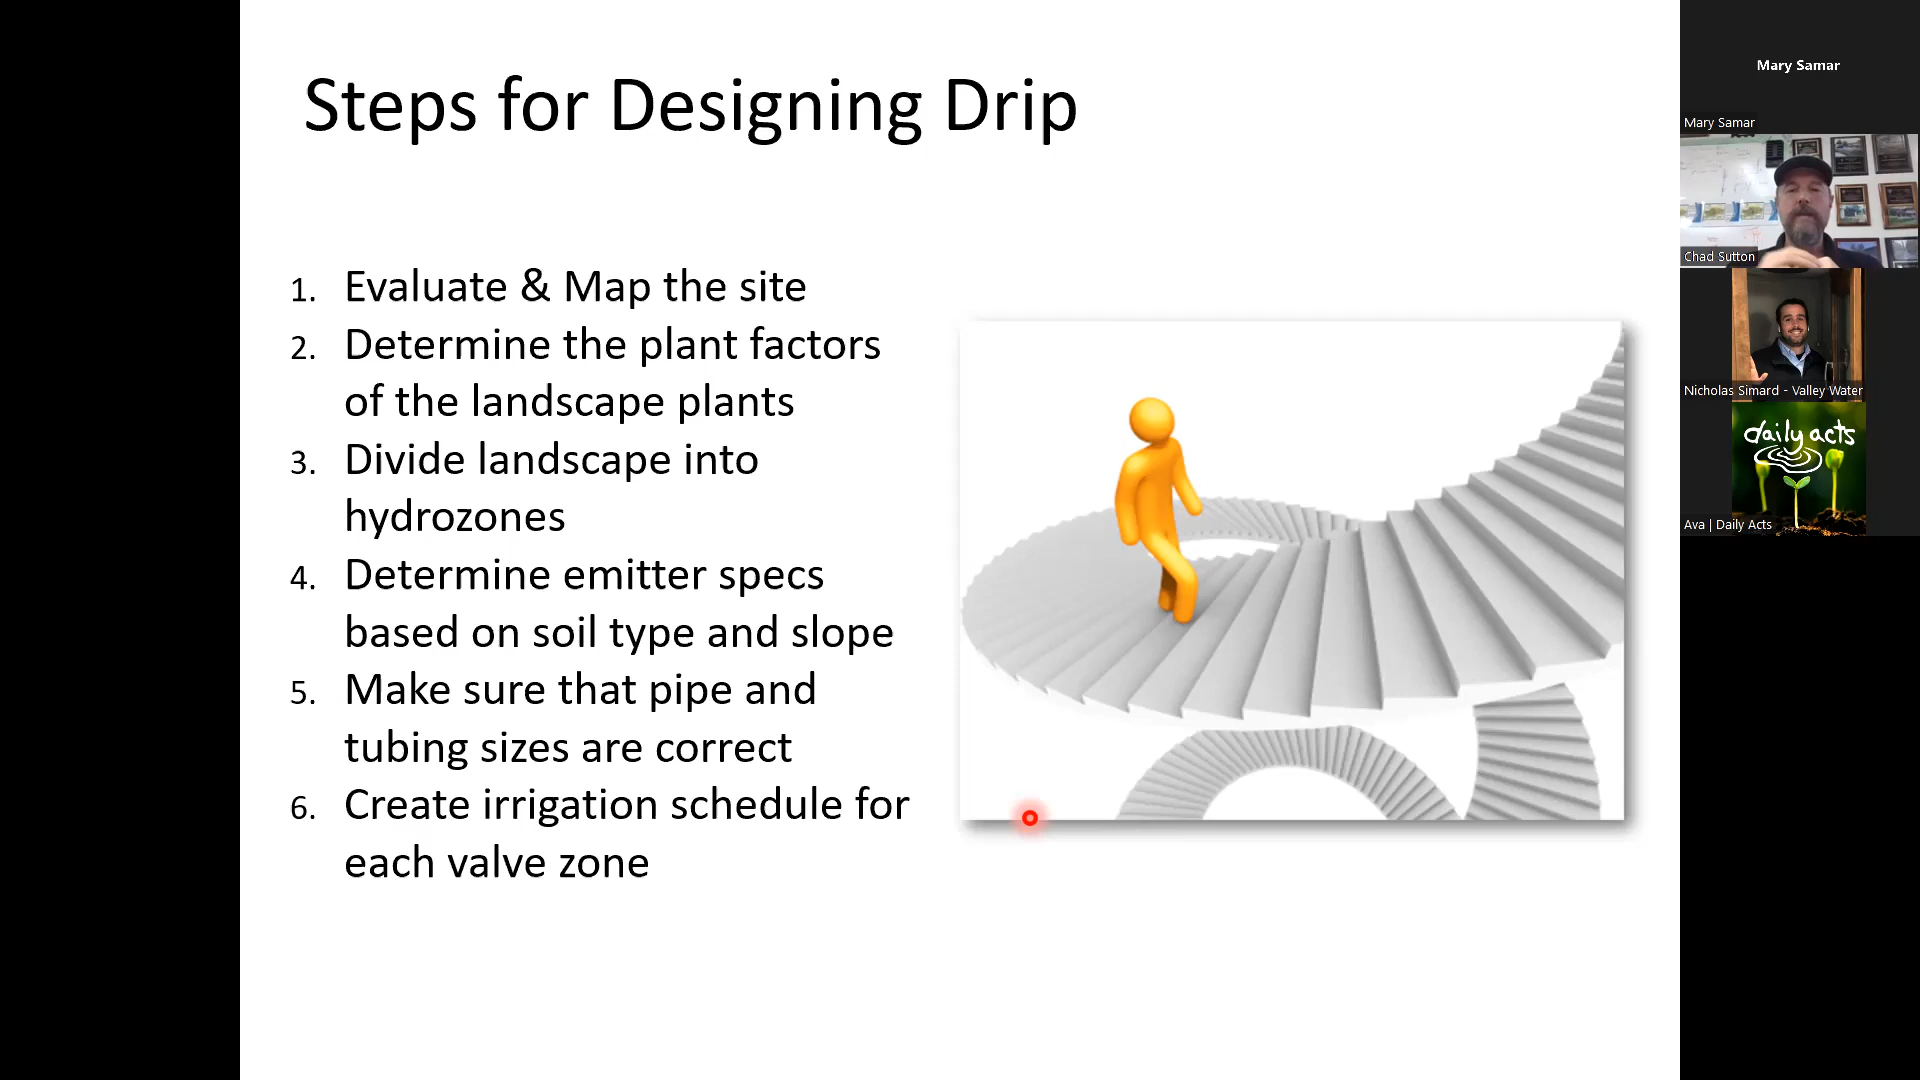 Steps for Designing Drip
1. Evaluate & Map the site
2. Determine the plant factors
of the landscape plants
3. Divide landscape into
hydrozones
4. Determine emitter specs
based on soil type and slope
5. Make sure that pipe and
tubing sizes are correct
6. Create irrigation schedule for
each valve zone
Mary Samar
Mary Samar
Chad Sutton
Nicholas Simard - Valley Water
daily acts
Ava | Daily Acts